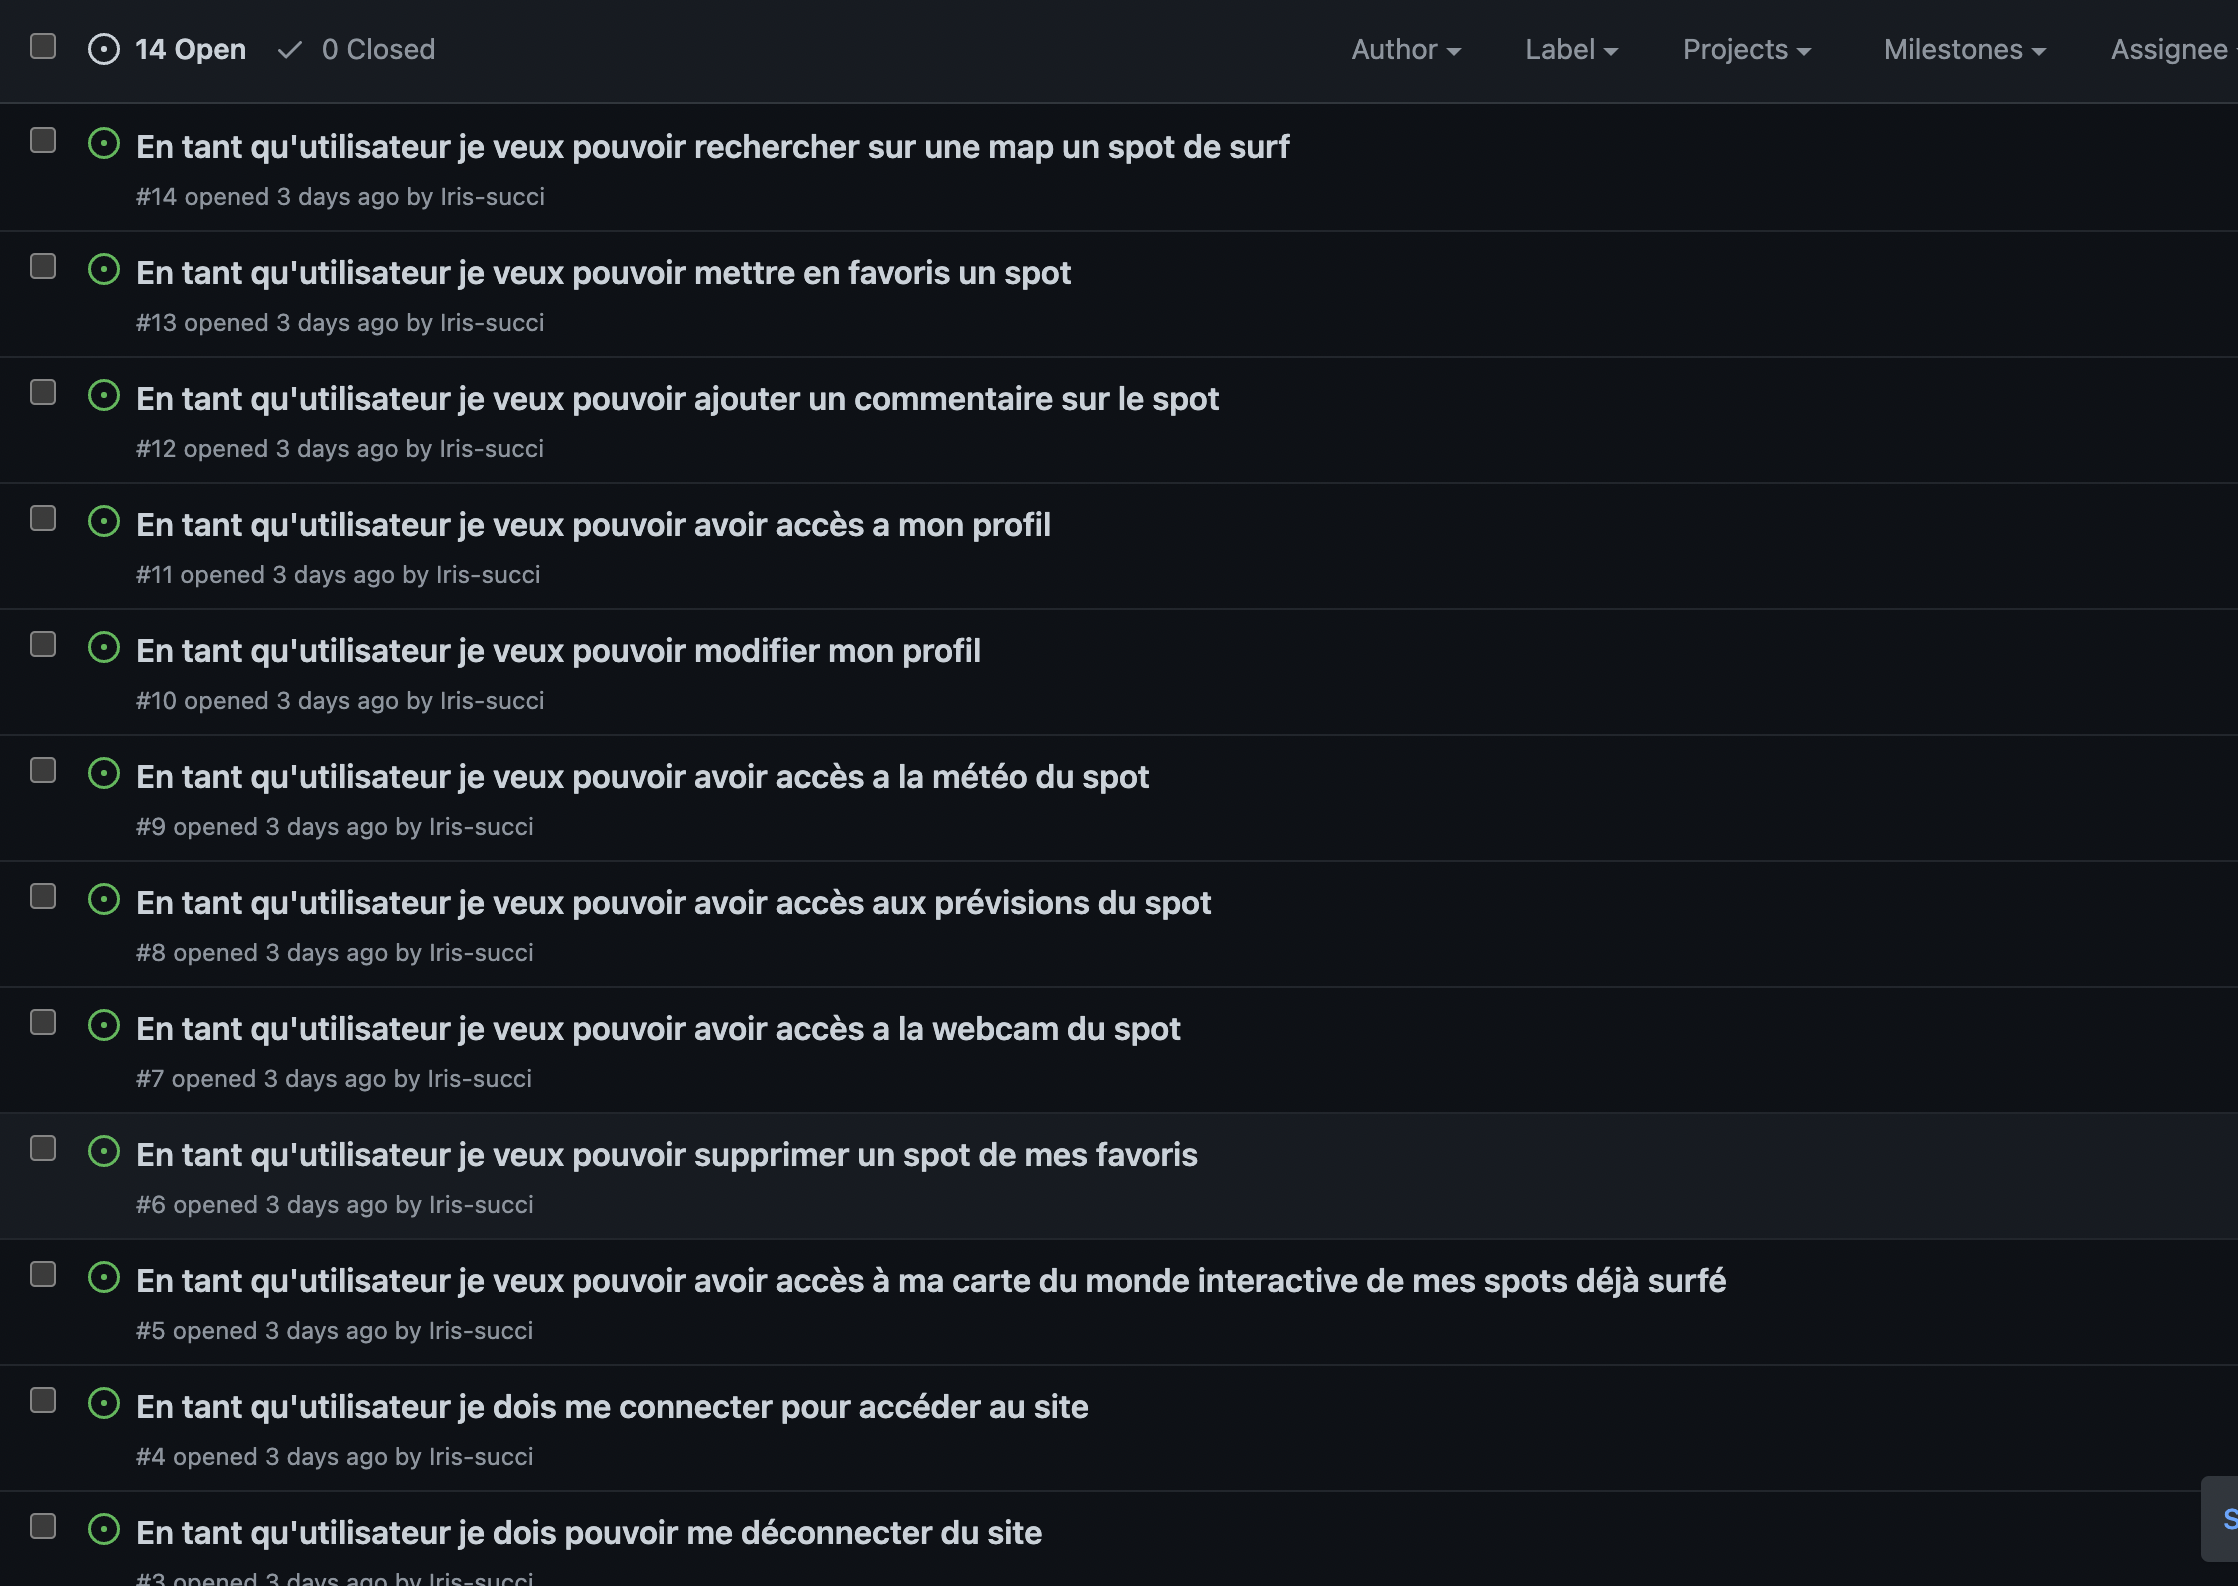 14 Open 0 Closed Author Label Projects Milestones Assignee
En tant qu'utilisateur je veux pouvoir rechercher sur une map un spot de surf
#14 opened 3 days ago by Iris-succi
En tant qu'utilisateur je veux pouvoir mettre en favoris un spot
#13 opened 3 days ago by Iris-succi
En tant qu'utilisateur je veux pouvoir ajouter un commentaire sur le spot
#12 opened 3 days ago by Iris-succi
En tant qu'utilisateur je veux pouvoir avoir accès a mon profil
#11 opened 3 days ago by Iris-succi
En tant qu'utilisateur je veux pouvoir modifier mon profil
#10 opened 3 days ago by Iris-succi
En tant qu'utilisateur je veux pouvoir avoir accès a la météo du spot
#9 opened 3 days ago by Iris-succi
En tant qu'utilisateur je veux pouvoir avoir accès aux prévisions du spot
#8 opened 3 days ago by Iris-succi
En tant qu'utilisateur je veux pouvoir avoir accès a la webcam du spot
#7 opened 3 days ago by Iris-succi
En tant qu'utilisateur je veux pouvoir supprimer un spot de mes favoris
#6 opened 3 days ago by Iris-succi
En tant qu'utilisateur je veux pouvoir avoir accès à ma carte du monde interactive de mes spots déjà surfé
#5 opened 3 days ago by Iris-succi
En tant qu'utilisateur je dois me connecter pour accéder au site
#4 opened 3 days ago by Iris-succi
En tant qu'utilisateur je dois pouvoir me déconnecter du site
#3 opened 3 days ago by Iris-succi